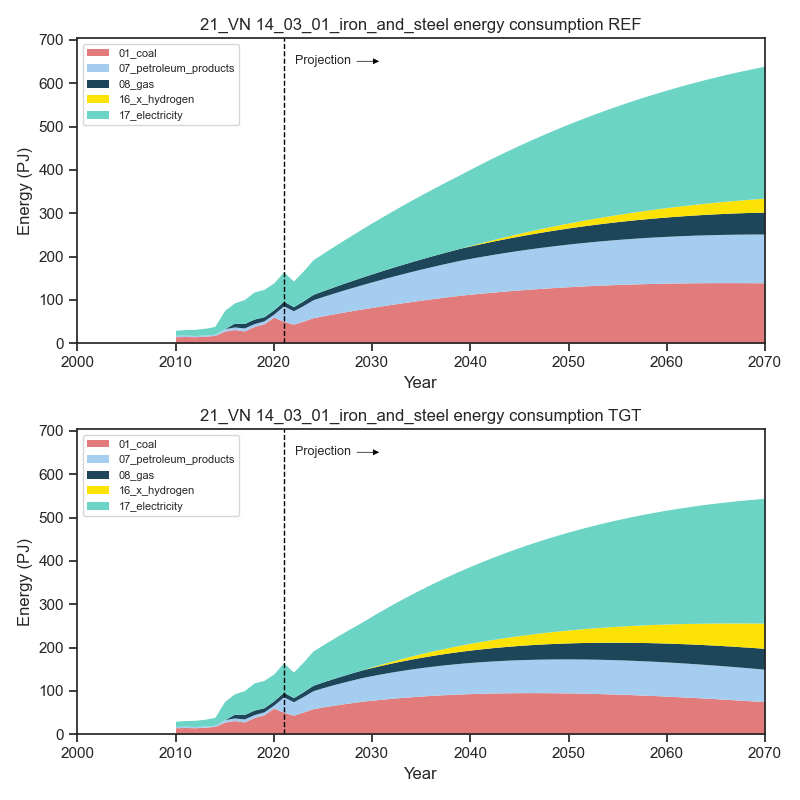 21_VN 14_03_01_iron_and_steel energy consumption REF
700
600
500
400
300
200
100
0
Energy (PJ)
01_coal
07_petroleum_products
08_gas
16_x_hydrogen
17_electricity
Projection
2000 2010 2020 2030 2040 2050 2060 2070
Year
21_VN 14_03_01_iron_and_steel energy consumption TGT
700
600
500
400
300
200
100
0
Energy (PJ)
01_coal
07_petroleum_products
08_gas
16_x_hydrogen
17_electricity
Projection
2000 2010 2020 2030 2040 2050 2060 2070
Year